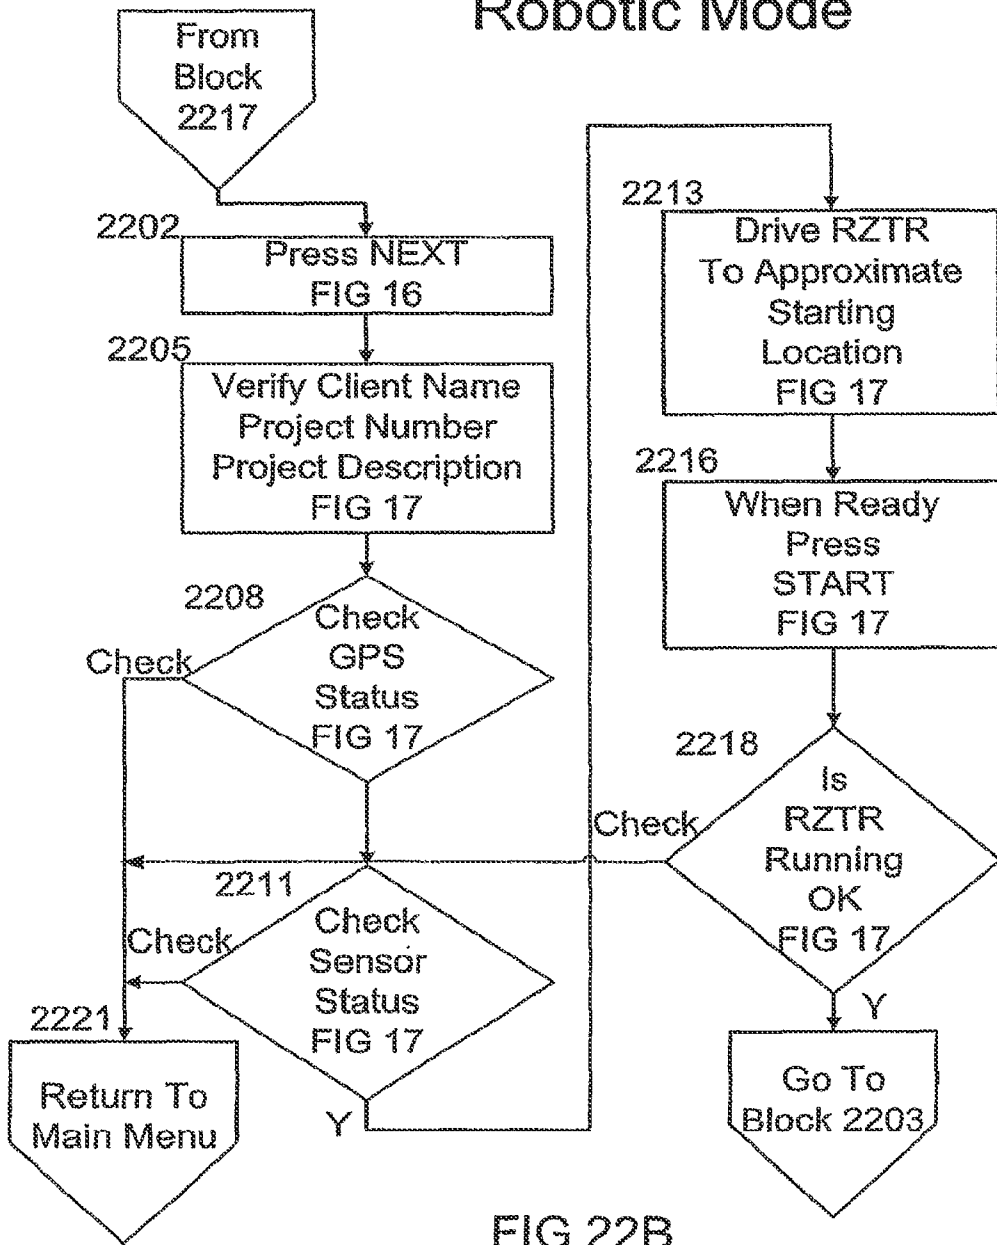 Robotic Mode
From
Block
2217
2202
Press NEXT
FIG 16
2205
Verify Client Name
Project Number
Project Description
FIG 17
2208
Check
GPS
Status
FIG 17
Check
2211
Check
Sensor
Status
FIG 17
Check
Y
2221
Return To
Main Menu
2213
Drive RZTR
To Approximate
Starting
Location
FIG 17
2216
When Ready
Press
START
FIG 17
2218
Is
RZTR
Running
OK
FIG 17
Check
Y
Go To
Block 2203
FIG 22B